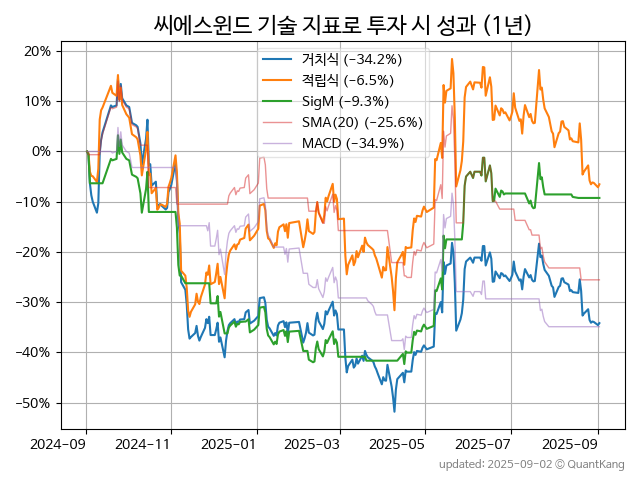 씨에스윈드 기술 지표로 투자 시 성과 (1년)
거치식 (−34.2%)
적립식 (−6.5%)
SigM (−9.3%)
SMA(20) (−25.6%)
MACD (−34.9%)
20%
10%
0%
−10%
−20%
−30%
−40%
−50%
2024-09 2024-11 2025-01 2025-03 2025-05 2025-07 2025-09
updated: 2025-09-02 © QuantKang